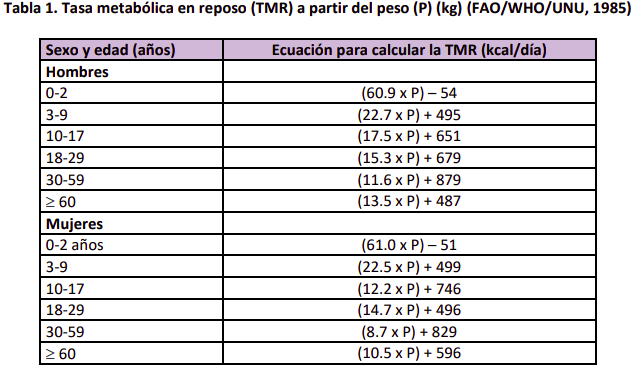 Tabla 1. Tasa metabólica en reposo (TMR) a partir del peso (P) (kg) (FAO/WHO/UNU, 1985)
Sexo y edad (años) Ecuación para calcular la TMR (kcal/día)
Hombres
0-2 (60.9 x P) – 54
3-9 (22.7 x P) + 495
10-17 (17.5 x P) + 651
18-29 (15.3 x P) + 679
30-59 (11.6 x P) + 879
≥ 60 (13.5 x P) + 487
Mujeres
0-2 años (61.0 x P) – 51
3-9 (22.5 x P) + 499
10-17 (12.2 x P) + 746
18-29 (14.7 x P) + 496
30-59 (8.7 x P) + 829
≥ 60 (10.5 x P) + 596